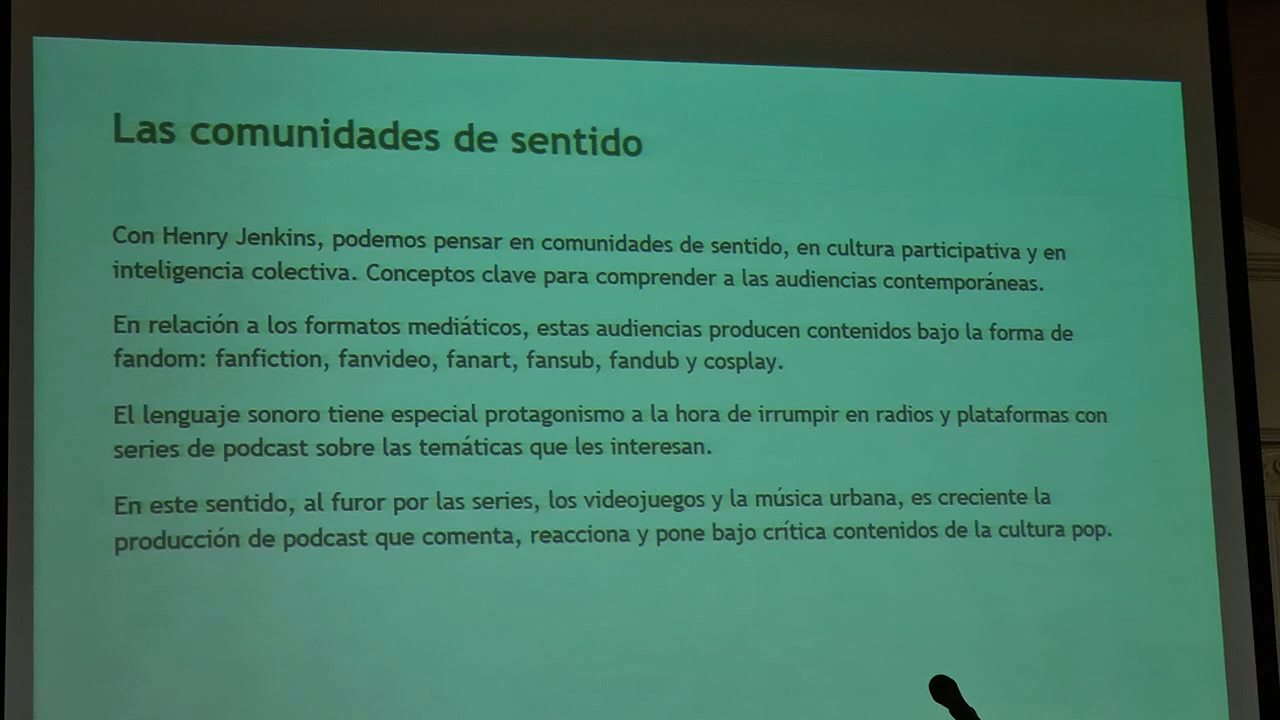 Las comunidades de sentido
Con Henry Jenkins, podemos pensar en comunidades de sentido, en cultura participativa y en
inteligencia colectiva. Conceptos clave para comprender a las audiencias contemporáneas.
En relación a los formatos mediáticos, estas audiencias producen contenidos bajo la forma de
fandom: fanfiction, fanvideo, fanart, fansub, fandub y cosplay.
El lenguaje sonoro tiene especial protagonismo a la hora de irrumpir en radios y plataformas con
series de podcast sobre las temáticas que les interesan.
En este sentido, al furor por las series, los videojuegos y la música urbana, es creciente la
producción de podcast que comenta, reacciona y pone bajo crítica contenidos de la cultura pop.